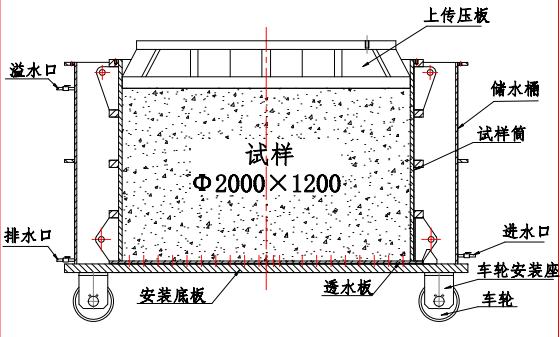 上传压板
溢水口
储水桶
试样筒
试样
Φ2000×1200
排水口
进水口
车轮安装座
安装底板
透水板
车轮